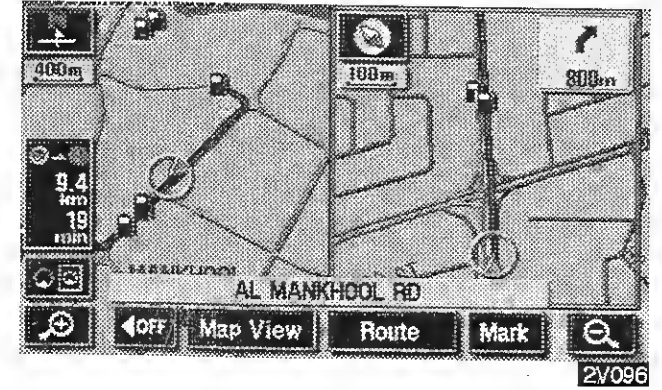 400m
100m
800m
9.4
km
19
min
AL MANKHOOL RD
OFF
Map View
Route
Mark
2V096